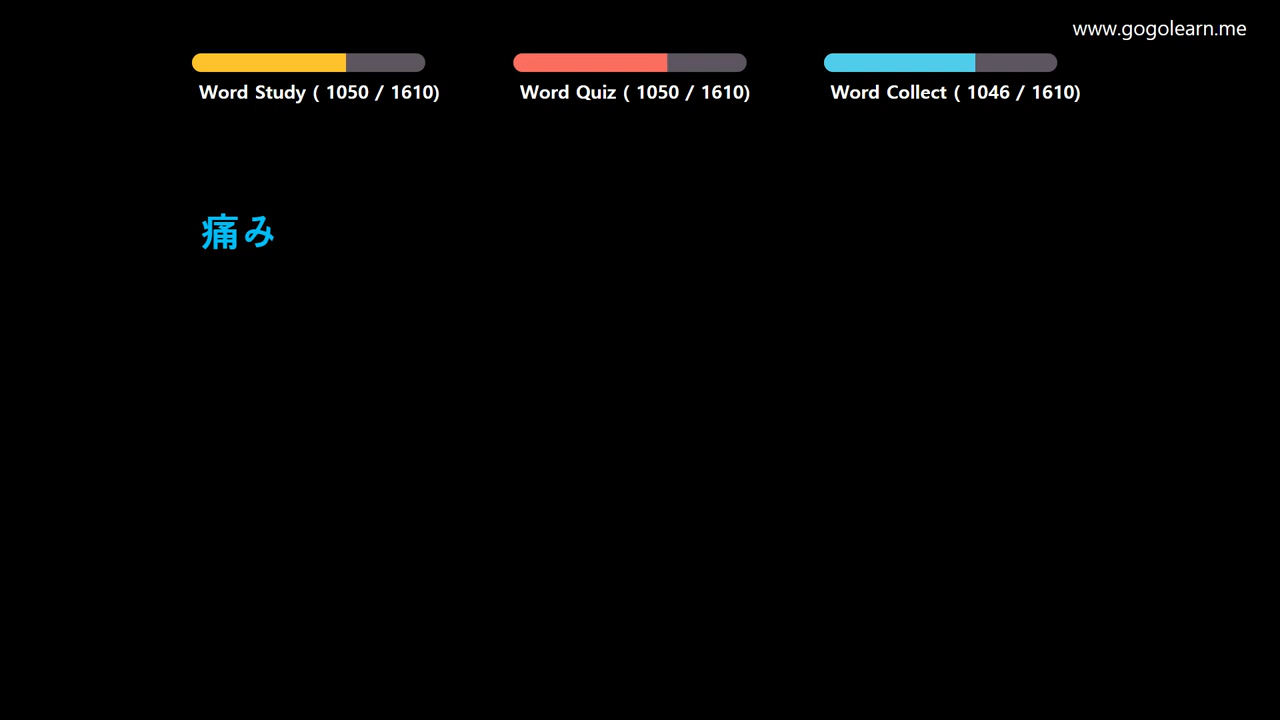 www.gogolearn.me
Word Study ( 1050 / 1610)
Word Quiz ( 1050 / 1610)
Word Collect ( 1046 / 1610)
痛み